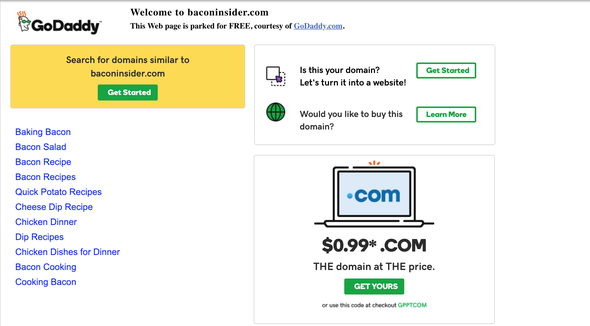 GoDaddy
Welcome to baconinsider.com
This Web page is parked for FREE, courtesy of GoDaddy.com.
Search for domains similar to
baconinsider.com
Get Started
Baking Bacon
Bacon Salad
Bacon Recipe
Bacon Recipes
Quick Potato Recipes
Cheese Dip Recipe
Chicken Dinner
Dip Recipes
Chicken Dishes for Dinner
Bacon Cooking
Cooking Bacon
Is this your domain?
Let's turn it into a website!
Get Started
Would you like to buy this
domain?
Learn More
.com
$0.99* .COM
THE domain at THE price.
GET YOURS
or use this code at checkout GPPTCOM